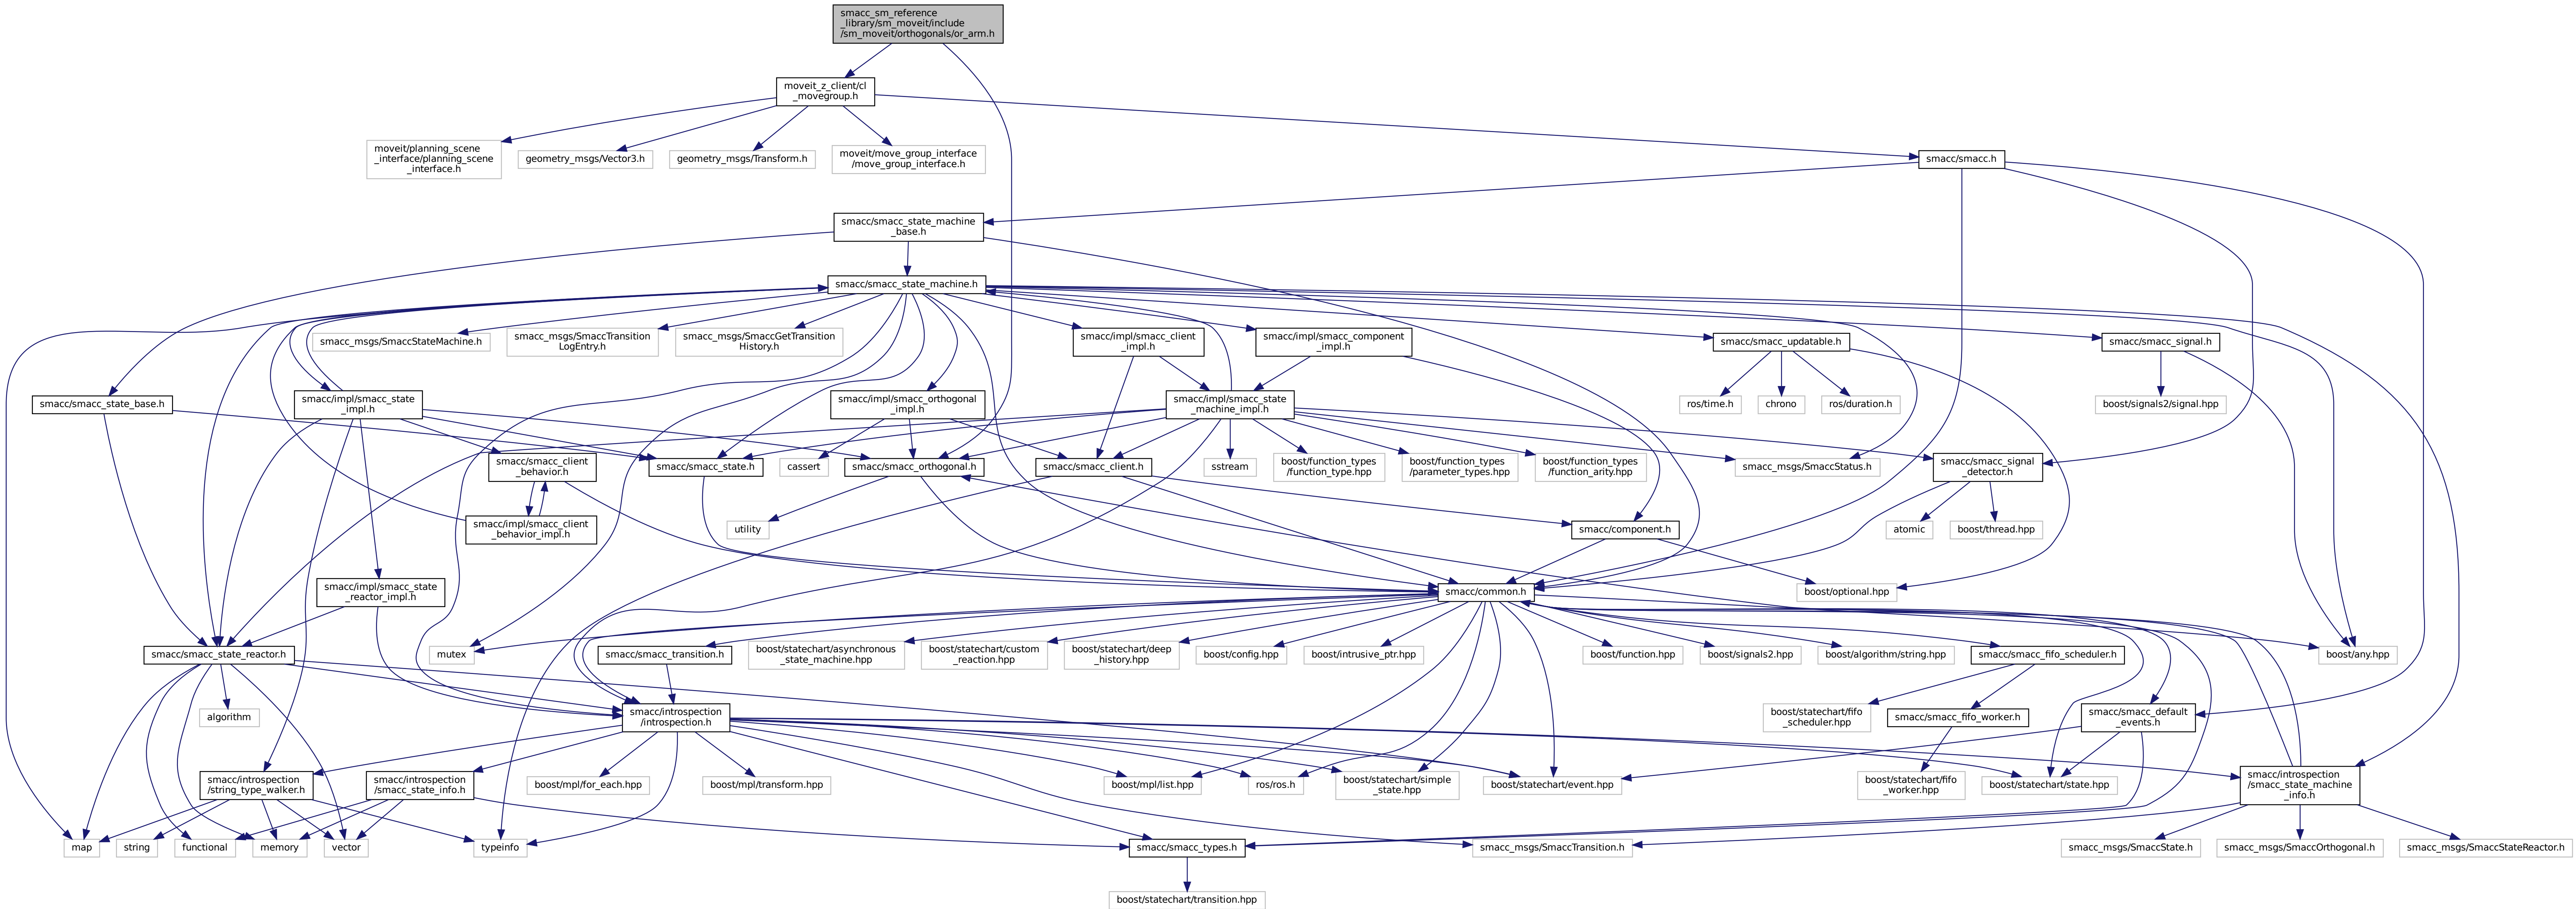 smacc_sm_reference
_library/sm_moveit/include
/sm_moveit/orthogonals/or_arm.h
moveit_z_client/cl
_movegroup.h
moveit/planning_scene
_interface/planning_scene
_interface.h
geometry_msgs/Vector3.h
geometry_msgs/Transform.h
moveit/move_group_interface
/move_group_interface.h
smacc/smacc.h
smacc/smacc_state_machine
_base.h
smacc/smacc_state_machine.h
smacc_msgs/SmaccStateMachine.h
smacc_msgs/SmaccTransition
LogEntry.h
smacc_msgs/SmaccGetTransition
History.h
smacc/impl/smacc_client
_impl.h
smacc/impl/smacc_component
_impl.h
smacc/smacc_updatable.h
smacc/smacc_signal.h
smacc/smacc_state_base.h
smacc/impl/smacc_state
_impl.h
smacc/impl/smacc_orthogonal
_impl.h
smacc/impl/smacc_state
_machine_impl.h
ros/time.h
chrono
ros/duration.h
boost/signals2/signal.hpp
smacc/smacc_client
_behavior.h
smacc/smacc_state.h
cassert
smacc/smacc_orthogonal.h
smacc/smacc_client.h
sstream
boost/function_types
/function_type.hpp
boost/function_types
/parameter_types.hpp
boost/function_types
/function_arity.hpp
smacc_msgs/SmaccStatus.h
smacc/smacc_signal
_detector.h
smacc/impl/smacc_client
_behavior_impl.h
utility
smacc/component.h
atomic
boost/thread.hpp
smacc/impl/smacc_state
_reactor_impl.h
smacc/common.h
boost/optional.hpp
smacc/smacc_state_reactor.h
mutex
smacc/smacc_transition.h
boost/statechart/asynchronous
_state_machine.hpp
boost/statechart/custom
_reaction.hpp
boost/statechart/deep
_history.hpp
boost/config.hpp
boost/intrusive_ptr.hpp
boost/function.hpp
boost/signals2.hpp
boost/algorithm/string.hpp
smacc/smacc_fifo_scheduler.h
boost/any.hpp
algorithm
smacc/introspection
/introspection.h
boost/statechart/fifo
_scheduler.hpp
smacc/smacc_fifo_worker.h
smacc/smacc_default
_events.h
smacc/introspection
/string_type_walker.h
smacc/introspection
/smacc_state_info.h
boost/mpl/for_each.hpp
boost/mpl/transform.hpp
boost/mpl/list.hpp
ros/ros.h
boost/statechart/simple
_state.hpp
boost/statechart/event.hpp
boost/statechart/fifo
_worker.hpp
boost/statechart/state.hpp
smacc/introspection
/smacc_state_machine
_info.h
map
string
functional
memory
vector
typeinfo
smacc/smacc_types.h
smacc_msgs/SmaccTransition.h
smacc_msgs/SmaccState.h
smacc_msgs/SmaccOrthogonal.h
smacc_msgs/SmaccStateReactor.h
boost/statechart/transition.hpp